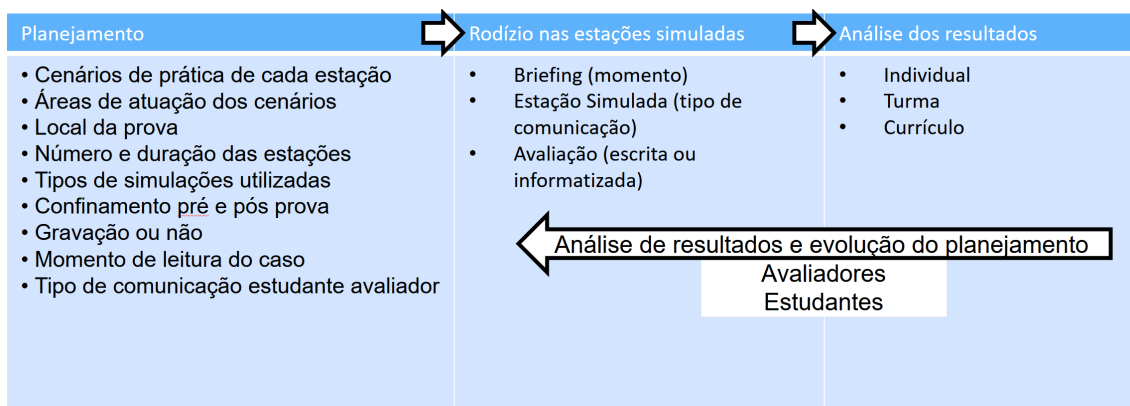 Planejamento
• Cenários de prática de cada estação
• Áreas de atuação dos cenários
• Local da prova
• Número e duração das estações
• Tipos de simulações utilizadas
• Confinamento pré e pós prova
• Gravação ou não
• Momento de leitura do caso
• Tipo de comunicação estudante avaliador
Rodízio nas estações simuladas
• Briefing (momento)
• Estação Simulada (tipo de
comunicação)
• Avaliação (escrita ou
informatizada)
Análise dos resultados
• Individual
• Turma
• Currículo
Análise de resultados e evolução do planejamento
Avaliadores
Estudantes